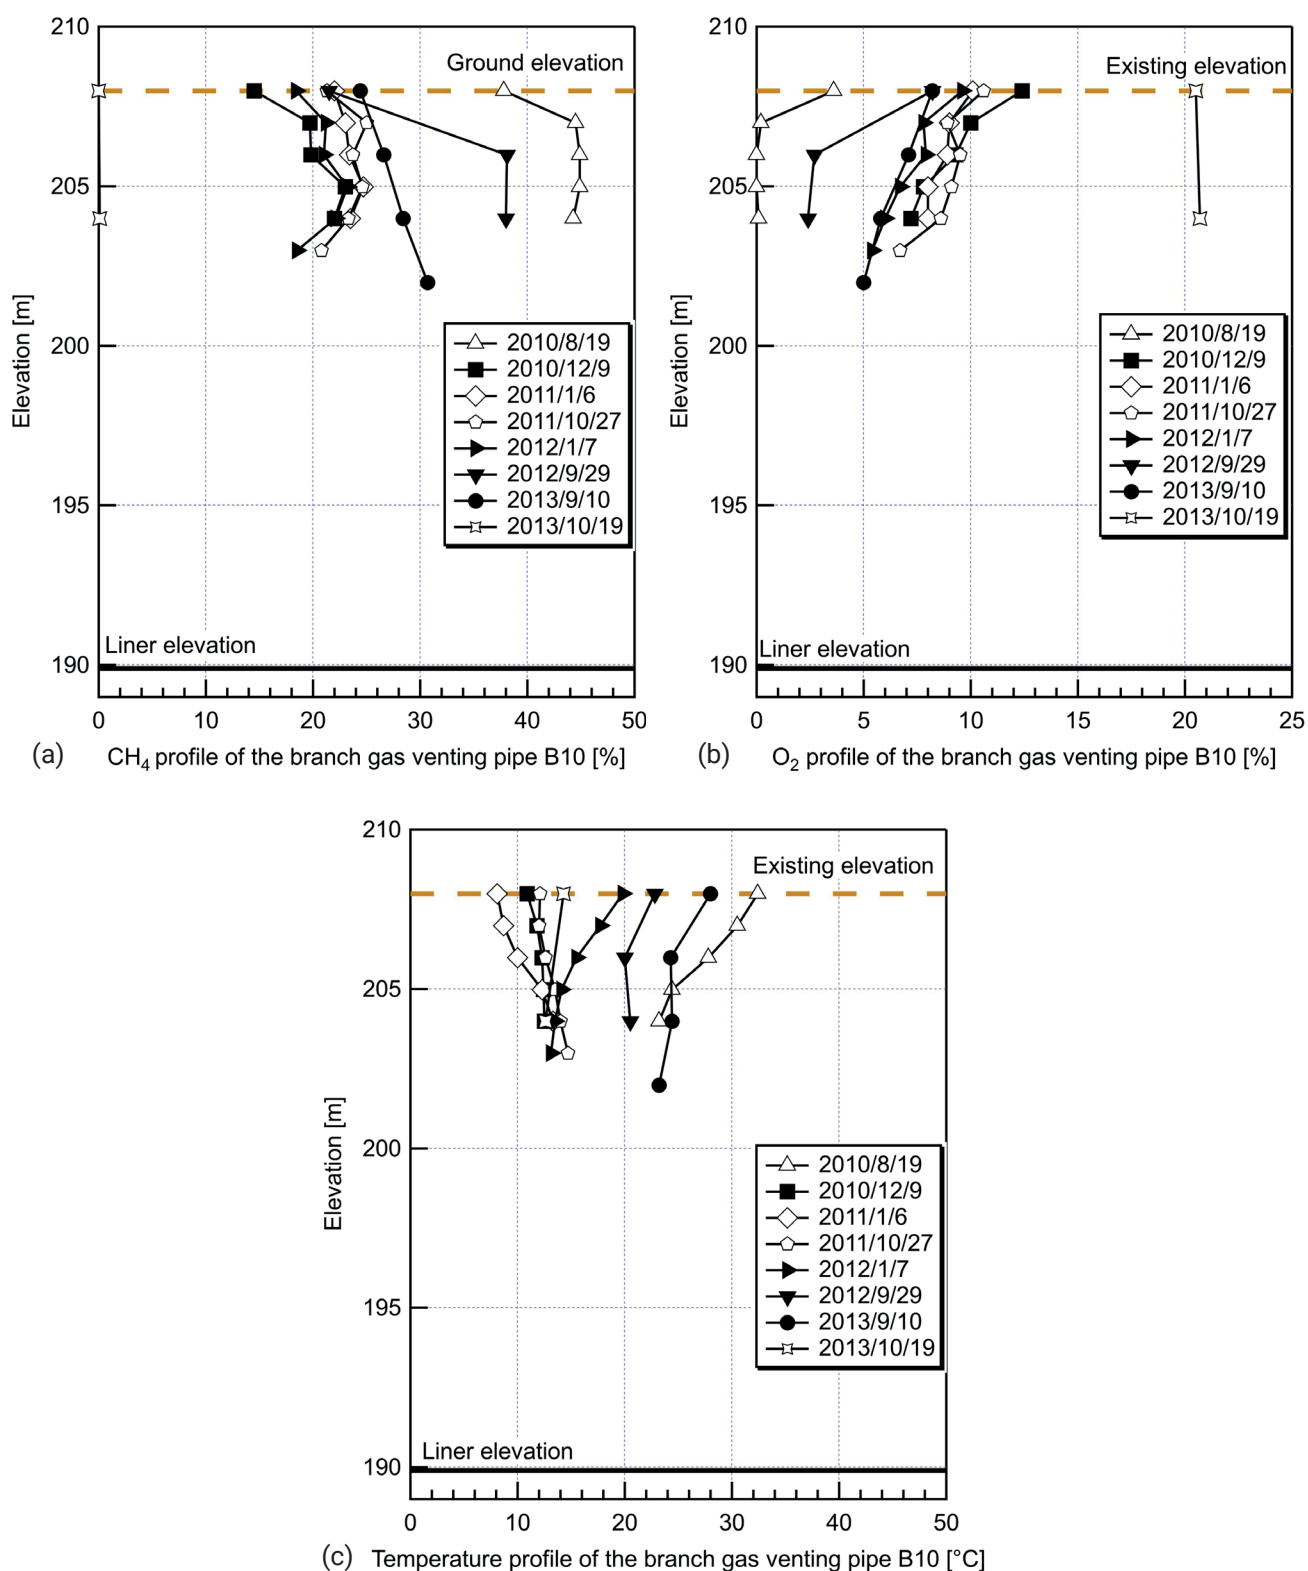 210
205
200
195
190
Elevation [m]
Ground elevation
2010/8/19
2010/12/9
2011/1/6
2011/10/27
2012/1/7
2012/9/29
2013/9/10
2013/10/19
Liner elevation
0 10 20 30 40 50
(a) CH₄ profile of the branch gas venting pipe B10 [%]
210
205
200
195
190
Elevation [m]
Existing elevation
2010/8/19
2010/12/9
2011/1/6
2011/10/27
2012/1/7
2012/9/29
2013/9/10
2013/10/19
Liner elevation
0 5 10 15 20 25
(b) O₂ profile of the branch gas venting pipe B10 [%]
210
205
200
195
190
Elevation [m]
Existing elevation
2010/8/19
2010/12/9
2011/1/6
2011/10/27
2012/1/7
2012/9/29
2013/9/10
2013/10/19
Liner elevation
0 10 20 30 40 50
(c) Temperature profile of the branch gas venting pipe B10 [°C]